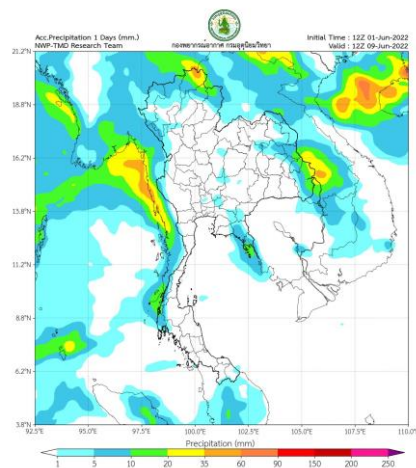 Acc.Precipitation 1 Days (mm.)
NWP-TMD Research Team
กองพยากรณ์อากาศ กรมอุตุนิยมวิทยา
Initial Time : 12Z 01-Jun-2022
Valid : 12Z 09-Jun-2022
21.2°N
18.8°N
16.2°N
13.8°N
11.2°N
8.8°N
6.2°N
3.8°N
92.5°E 95.0°E 97.5°E 100.0°E 102.5°E 105.0°E 107.5°E 110.0°E
Precipitation (mm)
1 5 10 20 35 60 90 150 200 250